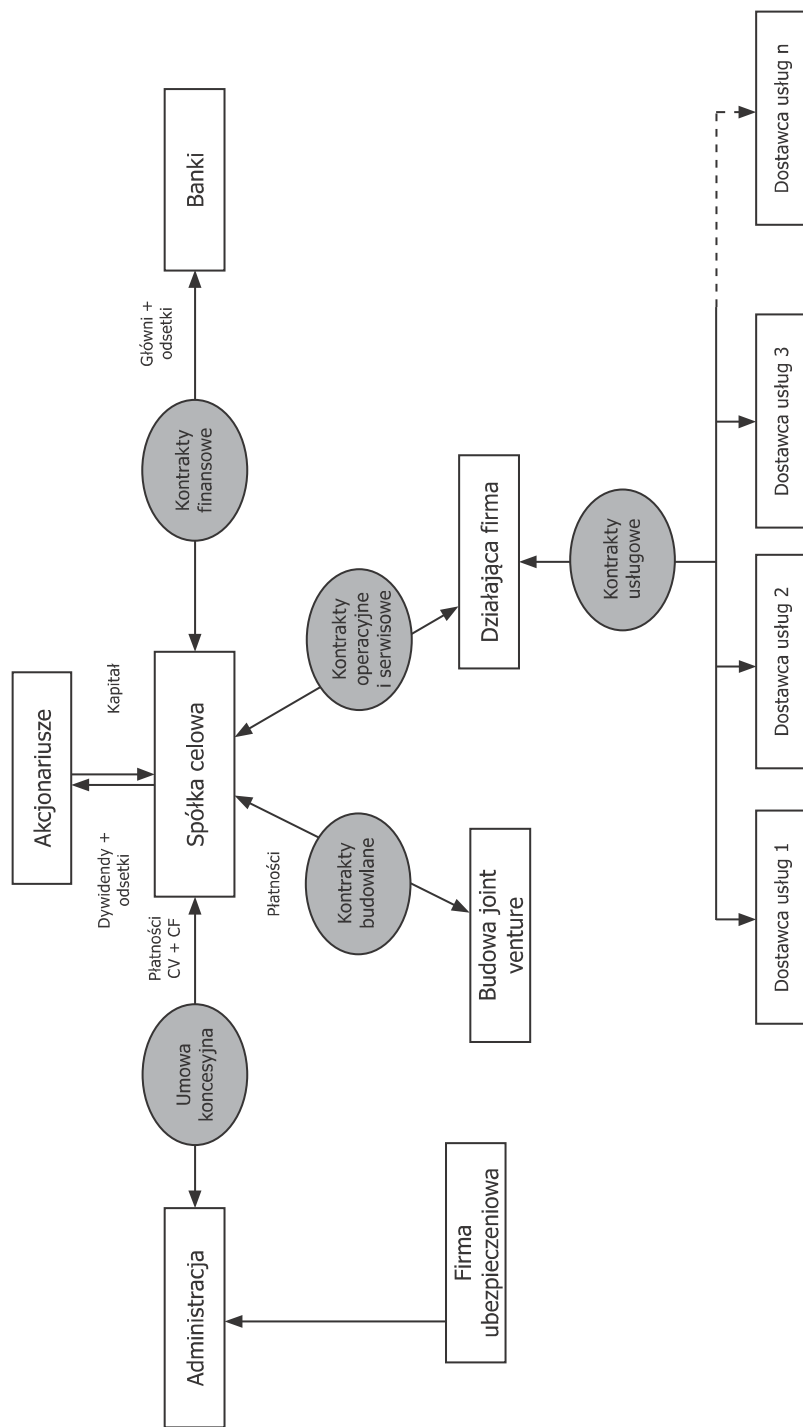 Akcjonariusze
Dywidendy +
odsetki
Kapitał
Administracja
Umowa
koncesyjna
Płatności
CV + CF
Spółka celowa
Kontrakty
finansowe
Główni +
odsetki
Banki
Płatności
Kontrakty
budowlane
Kontrakty
operacyjne
i serwisowe
Firma
ubezpieczeniowa
Budowa joint
venture
Działająca firma
Kontrakty
usługowe
Dostawca usług 1
Dostawca usług 2
Dostawca usług 3
Dostawca usług n